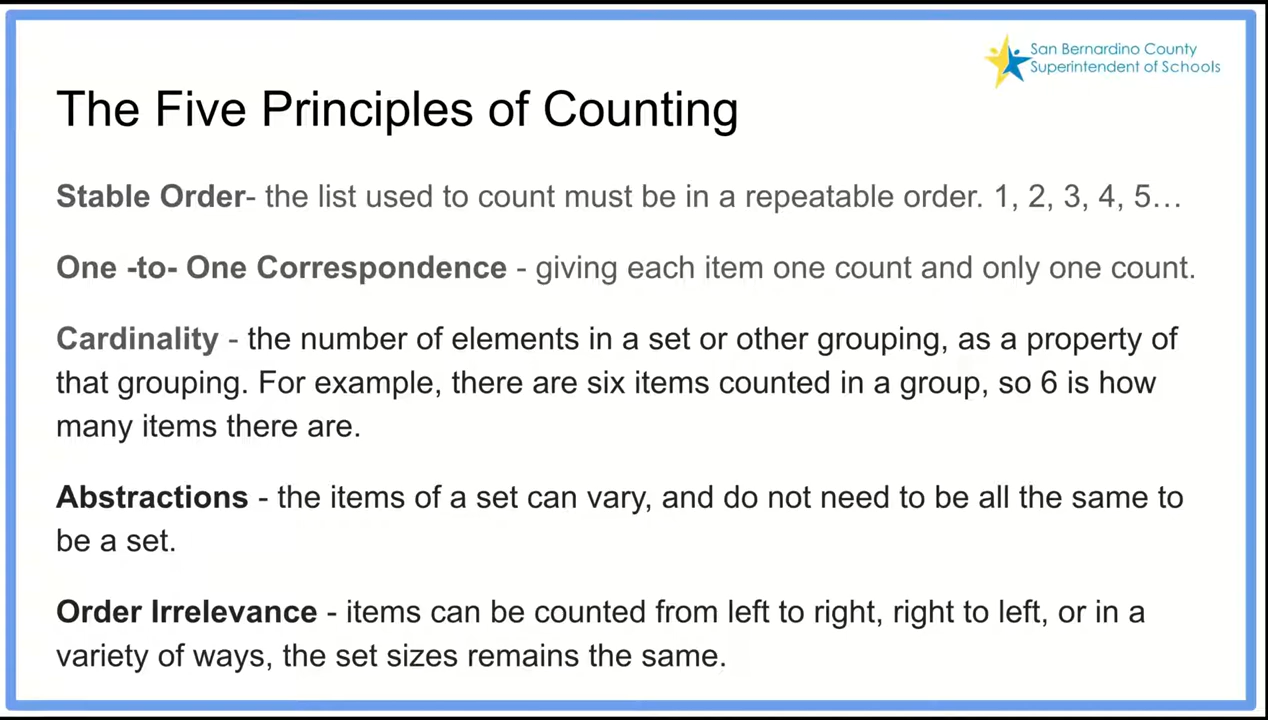 San Bernardino County
Superintendent of Schools
The Five Principles of Counting
Stable Order- the list used to count must be in a repeatable order. 1, 2, 3, 4, 5…
One -to- One Correspondence - giving each item one count and only one count.
Cardinality - the number of elements in a set or other grouping, as a property of
that grouping. For example, there are six items counted in a group, so 6 is how
many items there are.
Abstractions - the items of a set can vary, and do not need to be all the same to
be a set.
Order Irrelevance - items can be counted from left to right, right to left, or in a
variety of ways, the set sizes remains the same.